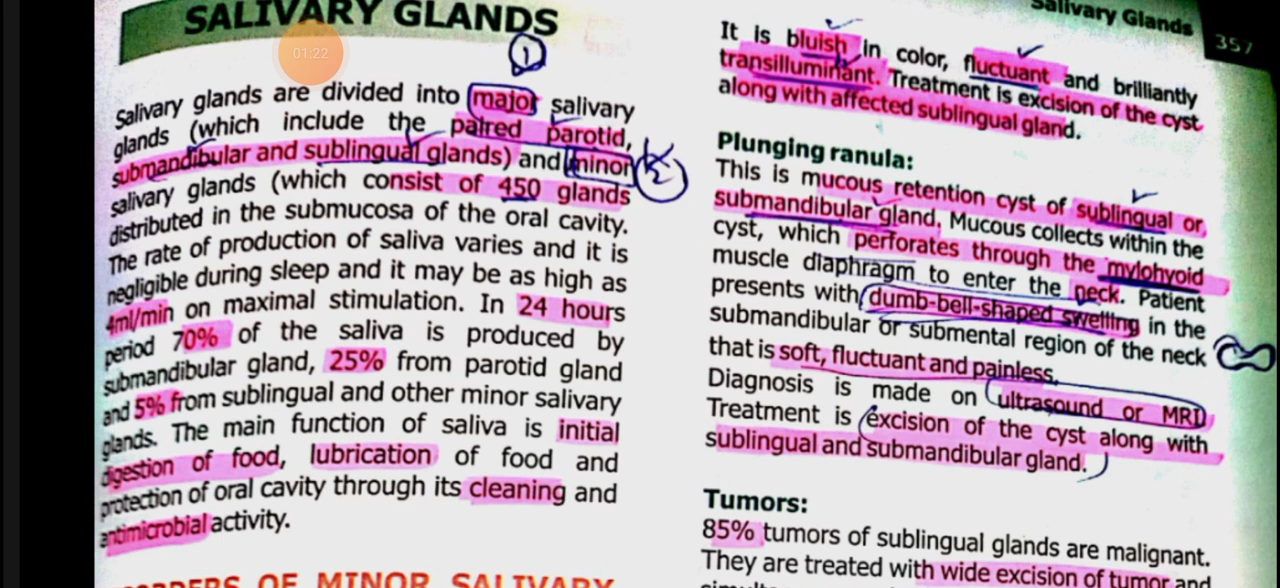 SALIVARY GLANDS
01:22
1
Salivary glands are divided into major salivary
glands (which include the paired parotid,
submandibular and sublingual glands) and minor
2
salivary glands (which consist of 450 glands
distributed in the submucosa of the oral cavity.
The rate of production of saliva varies and it is
negligible during sleep and it may be as high as
4ml/min on maximal stimulation. In 24 hours
period 70% of the saliva is produced by
submandibular gland, 25% from parotid gland
and 5% from sublingual and other minor salivary
glands. The main function of saliva is initial
digestion of food, lubrication of food and
protection of oral cavity through its cleaning and
antimicrobial activity.
OF MINOR SALIVARY
Salivary Glands
357
It is bluish in color, fluctuant and brilliantly
transilluminant. Treatment is excision of the cyst
along with affected sublingual gland.
Plunging ranula:
This is mucous retention cyst of sublingual or
submandibular gland. Mucous collects within the
cyst, which perforates through the mylohyoid
muscle diaphragm to enter the neck. Patient
presents with dumb-bell-shaped swelling in the
submandibular or submental region of the neck
that is soft, fluctuant and painless.
Diagnosis is made on ultrasound or MRI
Treatment is excision of the cyst along with
sublingual and submandibular gland.
Tumors:
85% tumors of sublingual glands are malignant.
They are treated with wide excision of tumor and